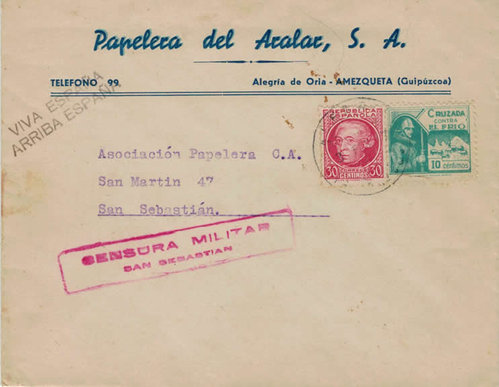 Papelera del Aralar, S. A.
TELEFONO 99. Alegría de Oria - AMEZQUETA (Guipúzcoa)
VIVA ESPAÑA
ARRIBA ESPAÑA
REPUBLICA
ESPAÑOLA
30 CENTIMOS 30
CRUZADA
CONTRA
EL FRIO
10 céntimos
Asociación Papelera C.A.
San Martin 47
San Sebastián.
CENSURA MILITAR
SAN SEBASTIAN